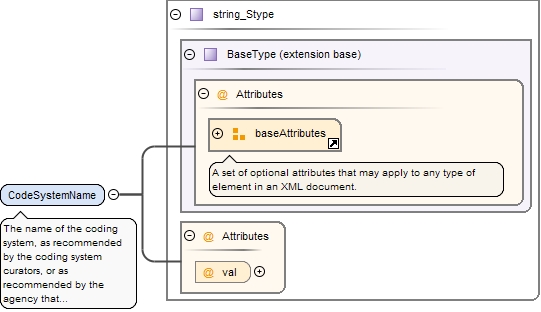 string_Stype
BaseType (extension base)
@ Attributes
baseAttributes
A set of optional attributes that may apply to any type of
element in an XML document.
CodeSystemName
The name of the coding
system, as recommended
by the coding system
curators, or as
recommended by the
agency that...
@ Attributes
@ val